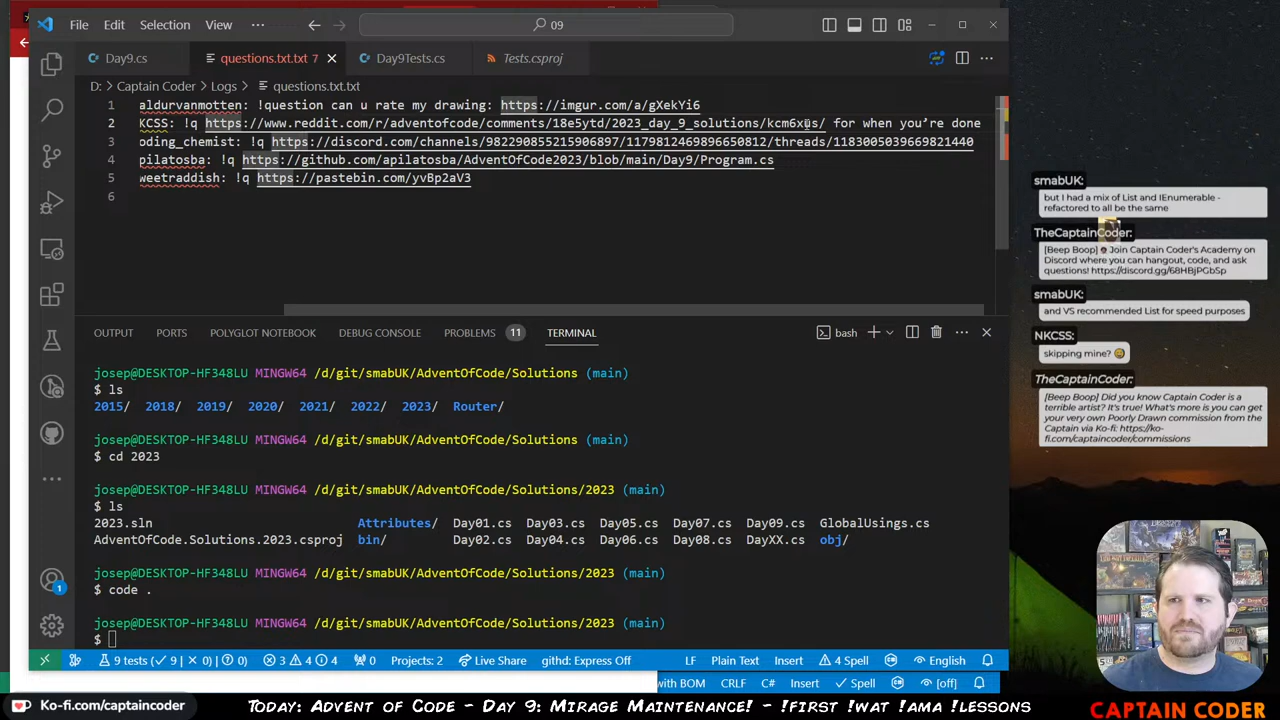 File Edit Selection View
09
Day9.cs questions.txt.txt 7 Day9Tests.cs Tests.csproj
D: > Captain Coder > Logs > questions.txt.txt
1 aldurvanmotten: !question can u rate my drawing: https://imgur.com/a/gXekYi6
2 KCSS: !q https://www.reddit.com/r/adventofcode/comments/18e5ytd/2023_day_9_solutions/kcm6xus/ for when you're done
3 oding_chemist: !q https://discord.com/channels/982290855215906897/1179812469896650812/threads/1183005039669821440
4 pilatosba: !q https://github.com/apilatosba/AdventOfCode2023/blob/main/Day9/Program.cs
5 weetraddish: !q https://pastebin.com/yvBp2aV3
6
OUTPUT PORTS POLYGLOT NOTEBOOK DEBUG CONSOLE PROBLEMS 11 TERMINAL
bash
josep@DESKTOP-HF348LU MINGW64 /d/git/smabUK/AdventOfCode/Solutions (main)
$ ls
2015/ 2018/ 2019/ 2020/ 2021/ 2022/ 2023/ Router/
josep@DESKTOP-HF348LU MINGW64 /d/git/smabUK/AdventOfCode/Solutions (main)
$ cd 2023
josep@DESKTOP-HF348LU MINGW64 /d/git/smabUK/AdventOfCode/Solutions/2023 (main)
$ ls
2023.sln Attributes/ Day01.cs Day03.cs Day05.cs Day07.cs Day09.cs GlobalUsings.cs
AdventOfCode.Solutions.2023.csproj bin/ Day02.cs Day04.cs Day06.cs Day08.cs DayXX.cs obj/
josep@DESKTOP-HF348LU MINGW64 /d/git/smabUK/AdventOfCode/Solutions/2023 (main)
$ code .
josep@DESKTOP-HF348LU MINGW64 /d/git/smabUK/AdventOfCode/Solutions/2023 (main)
$
1
9 tests (✓ 9 | × 0) | (? 0) 3 4 4 0 Projects: 2 Live Share githd: Express Off LF Plain Text Insert 4 Spell English
with BOM CRLF C# Insert Spell [off]
smabUK:
but I had a mix of List and IEnumerable -
refactored to all be the same
TheCaptainCoder:
[Beep Boop] Join Captain Coder's Academy on
Discord where you can hangout, code, and ask
questions! https://discord.gg/68HBjPGbSp
smabUK:
and VS recommended List for speed purposes
NKCSS:
skipping mine?
TheCaptainCoder:
[Beep Boop] Did you know Captain Coder is a
terrible artist? It's true! What's more is you can get
your very own Poorly Drawn commission from the
Captain via Ko-fi: https://ko-
fi.com/captaincoder/commissions
Ko-fi.com/captaincoder
Today: Advent of Code - Day 9: Mirage Maintenance! - !first !wat !ama !lessons
CAPTAIN CODER